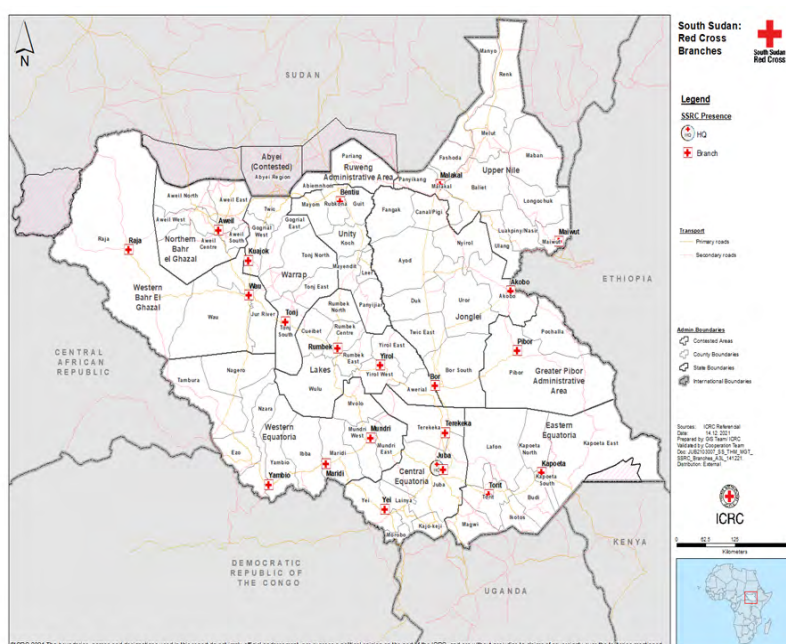 South Sudan:
Red Cross
Branches
South Sudan
Red Cross
N
Legend
SSRC Presence
HQ
Branch
Transport
Primary roads
Secondary roads
Admin Boundaries
Contested Areas
County Boundaries
State Boundaries
International Boundaries
Sources: ICRC Referencial
Date: 14.12.2021
Prepared by: GIS Team/ ICRC
Validated by Cooperation Team
Distribution: External
ICRC
0
62.5
125
Kilometers
SUDAN
ETHIOPIA
KENYA
UGANDA
DEMOCRATIC
REPUBLIC OF
THE CONGO
CENTRAL
AFRICAN
REPUBLIC
Manyo
Renk
Melut
Fashoda
Maban
Upper Nile
Malakal
Malakal
Baliet
Longochuk
Panyikang
Luakpiny/Nasir
Maiwut
Maiwut
Ulang
Abyei
(Contested)
Abyei Region
Pariang
Ruweng
Administrative Area
Abiemnhom
Bentiu
Rubkona
Guit
Mayom
Unity
Koch
Mayendit
Leer
Panyijiar
Fangak
Canal/Pigi
Nyirol
Ayod
Akobo
Akobo
Duk
Uror
Jonglei
Twic East
Bor South
Bor
Pochalla
Pibor
Pibor
Greater Pibor
Administrative
Area
Aweil North
Aweil East
Aweil West
Aweil
Aweil
South
Aweil
Centre
Northern
Bahr
el Ghazal
Raja
Raja
Western
Bahr El
Ghazal
Wau
Wau
Jur River
Twic
Gogrial
West
Gogrial
East
Kuajok
Warrap
Tonj North
Tonj East
Tonj
Tonj
South
Cueibet
Rumbek
North
Rumbek
Centre
Rumbek
Rumbek
East
Yirol East
Yirol
Yirol West
Lakes
Wulu
Awerial
Tambura
Nagero
Nzara
Ezo
Western
Equatoria
Yambio
Yambio
Ibba
Maridi
Maridi
Mvolo
Mundri
West
Mundri
Mundri
East
Terekeka
Terekeka
Juba
Juba
Central
Equatoria
Yei
Yei
Lainya
Morobo
Kajo-keji
Eastern
Equatoria
Lafon
Kapoeta
North
Kapoeta East
Kapoeta
Kapoeta
South
Torit
Torit
Budi
Magwi
Ikotos